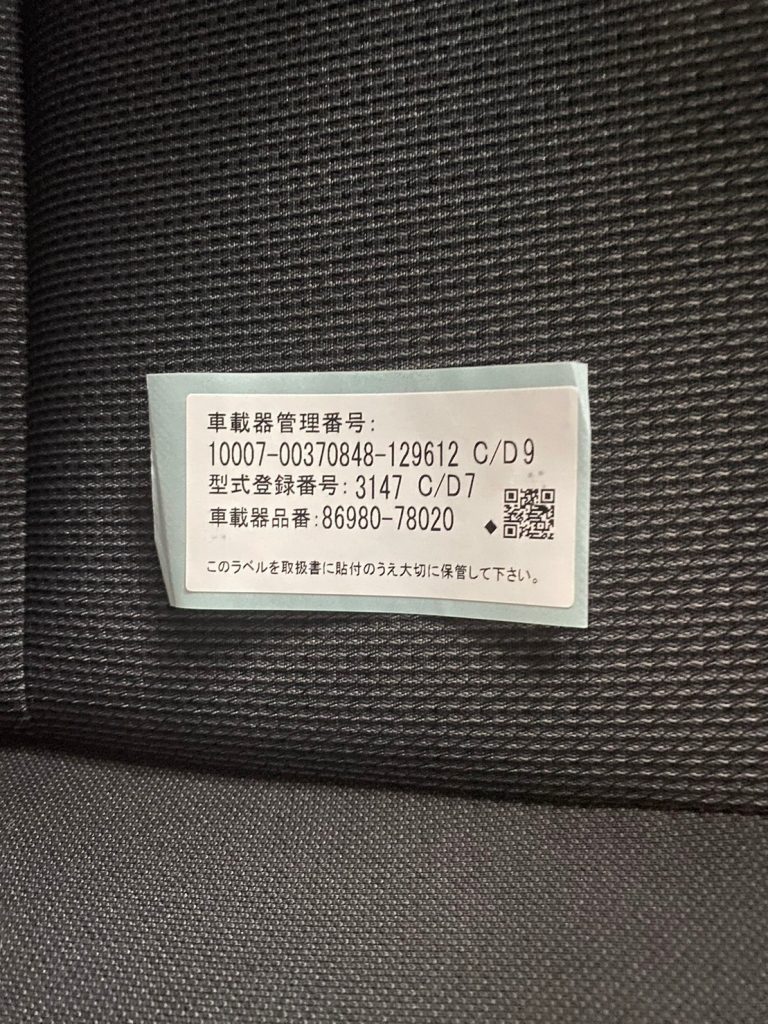 車載器管理番号:
10007-00370848-129612 C/D9
型式登録番号: 3147 C/D7
車載器品番:86980-78020 ◆
このラベルを取扱書に貼付のうえ大切に保管して下さい。